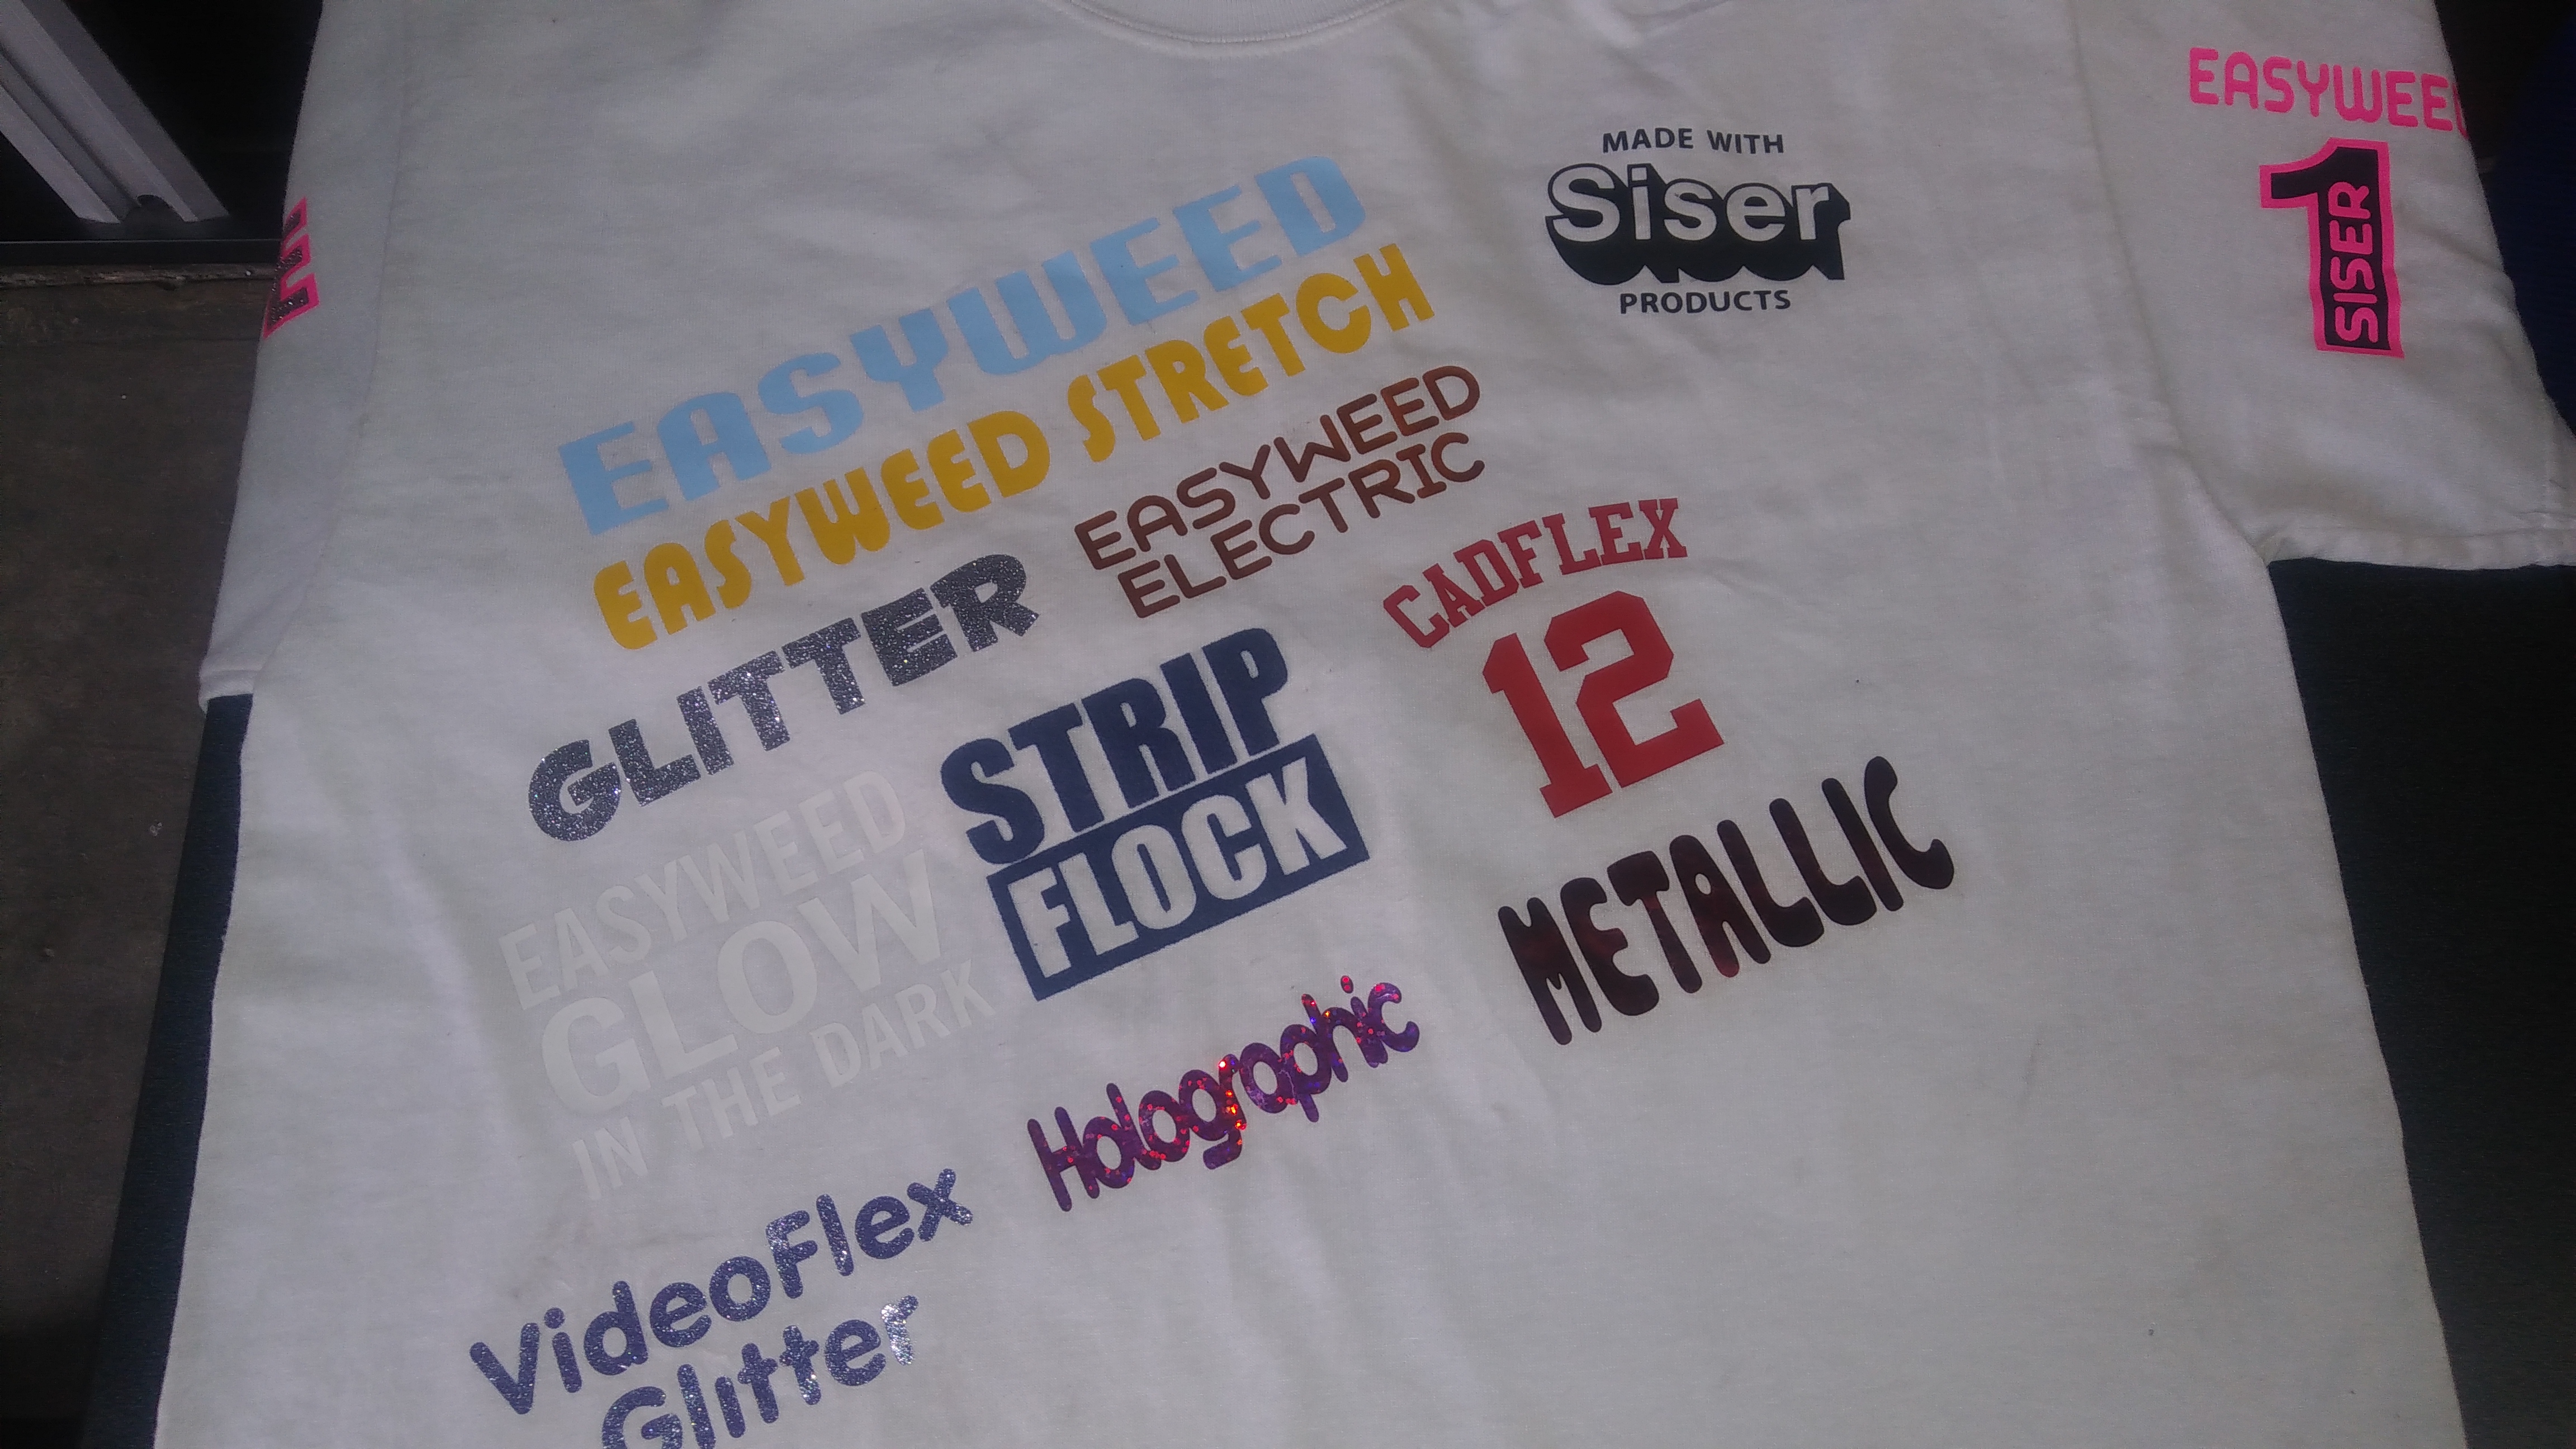 EASYWEED
EASYWEED STRETCH
EASYWEED
ELECTRIC
MADE WITH
Siser
PRODUCTS
EASYWEED
1
SISER
GLITTER
STRIP
FLOCK
CADFLEX
12
EASYWEED
GLOW
IN THE DARK
METALLIC
Holographic
VideoFlex
Glitter